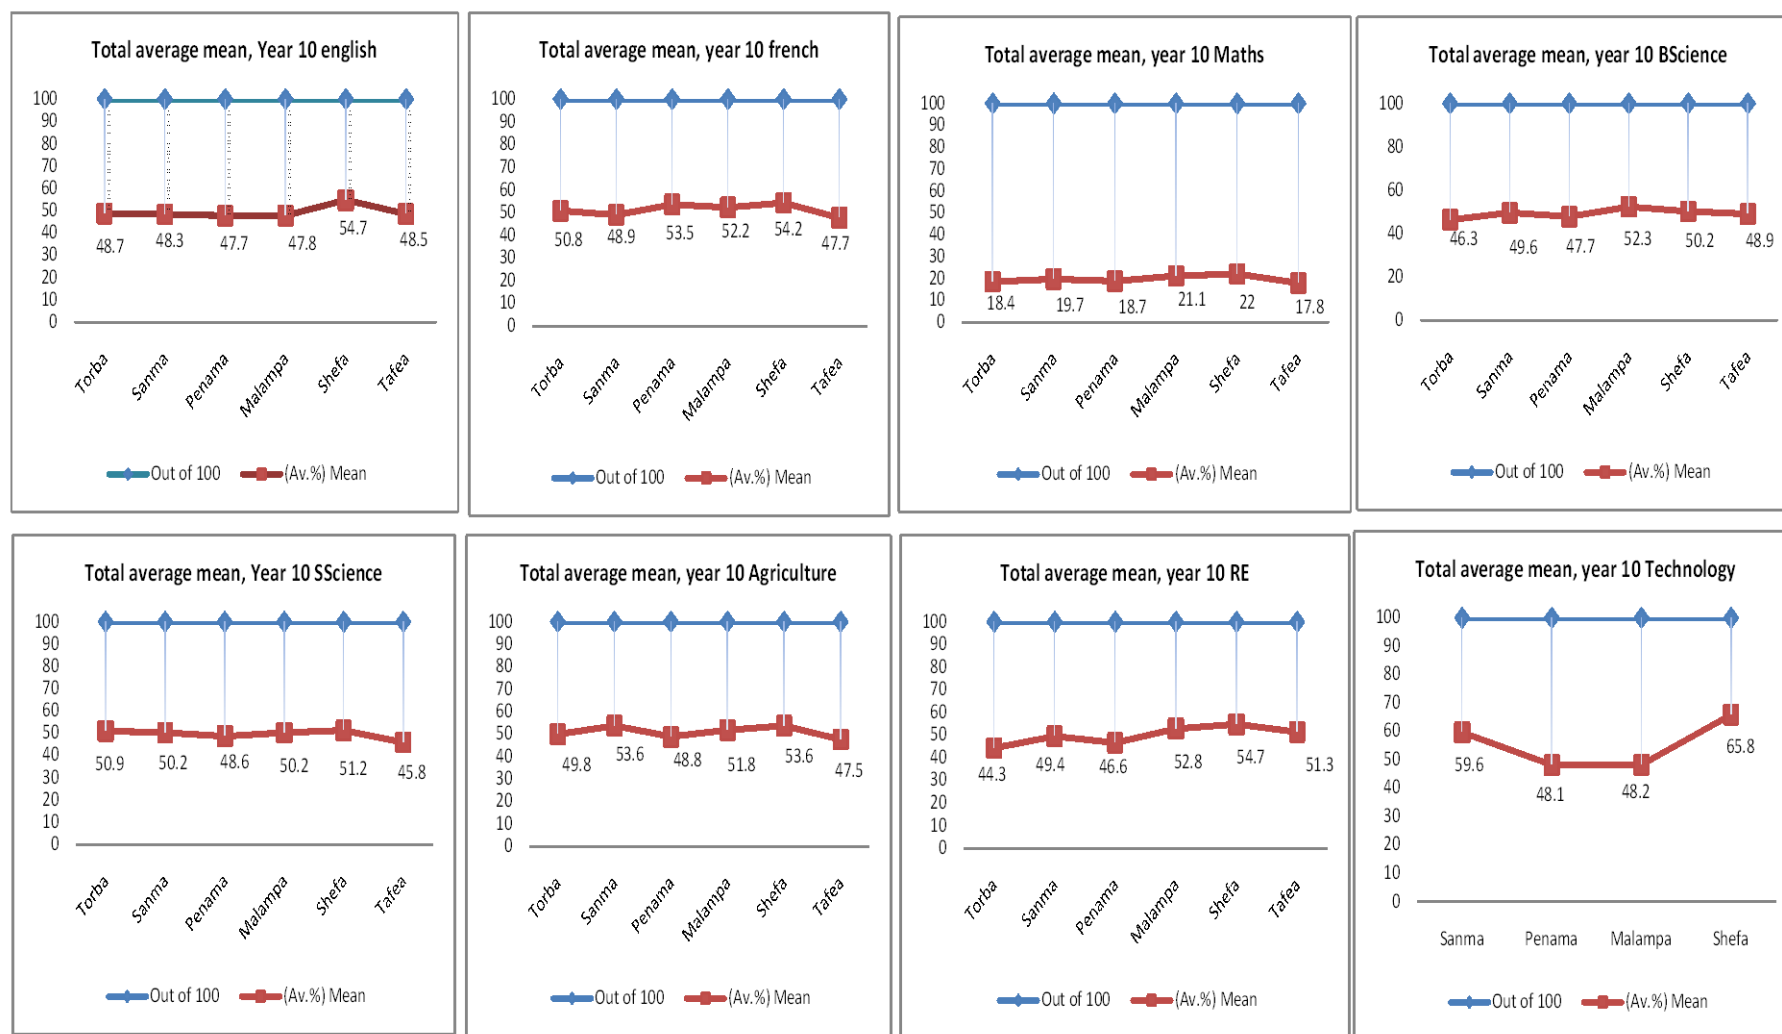 Total average mean, Year 10 english
100
90
80
70
60
50
40
30
20
10
0
48.7 48.3 47.7 47.8 54.7 48.5
Torba Sanma Penama Malampa Shefa Tafea
Out of 100 (Av.%) Mean
Total average mean, year 10 french
100
90
80
70
60
50
40
30
20
10
0
50.8 48.9 53.5 52.2 54.2 47.7
Torba Sanma Penama Malampa Shefa Tafea
Out of 100 (Av.%) Mean
Total average mean, year 10 Maths
100
90
80
70
60
50
40
30
20
10
0
18.4 19.7 18.7 21.1 22 17.8
Torba Sanma Penama Malampa Shefa Tafea
Out of 100 (Av.%) Mean
Total average mean, year 10 BScience
100
80
60
40
20
0
46.3 49.6 47.7 52.3 50.2 48.9
Torba Sanma Penama Malampa Shefa Tafea
Out of 100 (Av.%) Mean
Total average mean, Year 10 SScience
100
90
80
70
60
50
40
30
20
10
0
50.9 50.2 48.6 50.2 51.2 45.8
Torba Sanma Penama Malampa Shefa Tafea
Out of 100 (Av.%) Mean
Total average mean, year 10 Agriculture
100
90
80
70
60
50
40
30
20
10
0
49.8 53.6 48.8 51.8 53.6 47.5
Torba Sanma Penama Malampa Shefa Tafea
Out of 100 (Av.%) Mean
Total average mean, year 10 RE
100
90
80
70
60
50
40
30
20
10
0
44.3 49.4 46.6 52.8 54.7 51.3
Torba Sanma Penama Malampa Shefa Tafea
Out of 100 (Av.%) Mean
Total average mean, year 10 Technology
100
90
80
70
60
50
40
30
20
10
0
59.6 48.1 48.2 65.8
Sanma Penama Malampa Shefa
Out of 100 (Av.%) Mean